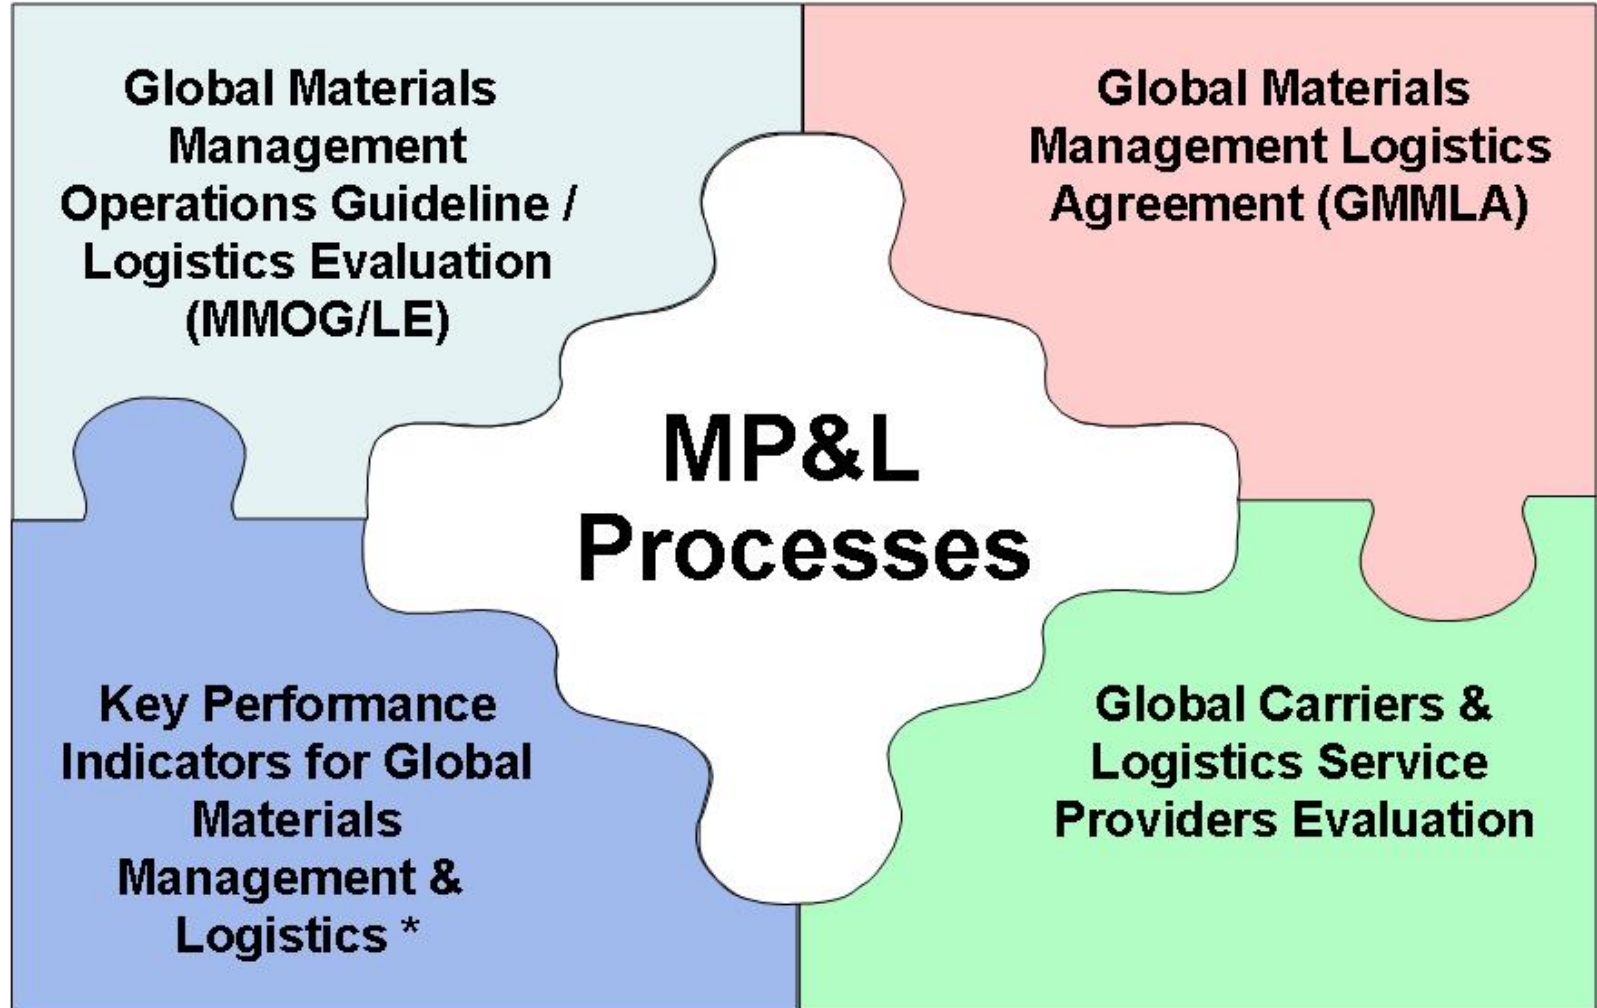 Global Materials
Management
Operations Guideline /
Logistics Evaluation
(MMOG/LE)
Global Materials
Management Logistics
Agreement (GMMLA)
MP&L
Processes
Key Performance
Indicators for Global
Materials
Management &
Logistics *
Global Carriers &
Logistics Service
Providers Evaluation